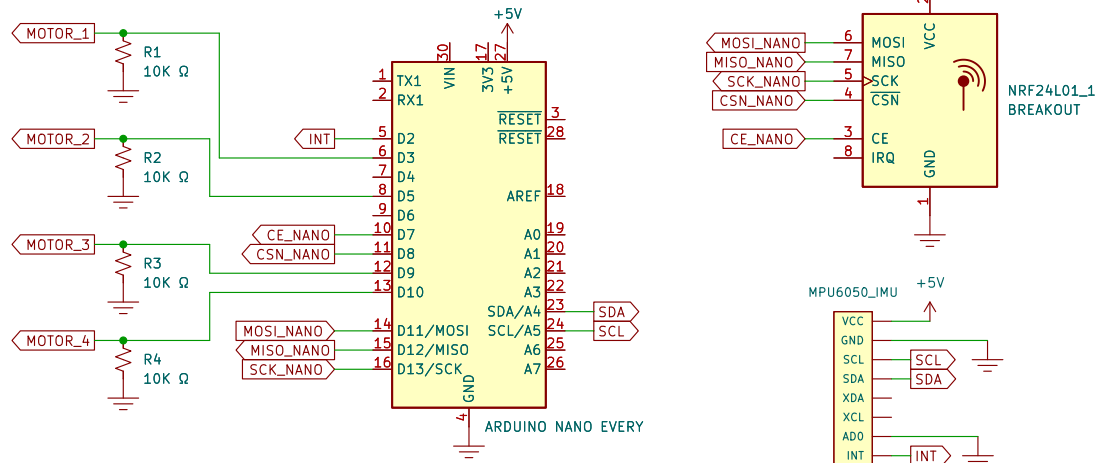 MOTOR_1
R1
10K Ω
MOTOR_2
R2
10K Ω
MOTOR_3
R3
10K Ω
MOTOR_4
R4
10K Ω
+5V
30
17
27
VIN
3V3
+5V
1 TX1
2 RX1
INT 5 D2
6 D3
7 D4
8 D5
9 D6
CE_NANO 10 D7
CSN_NANO 11 D8
12 D9
13 D10
MOSI_NANO 14 D11/MOSI
MISO_NANO 15 D12/MISO
SCK_NANO 16 D13/SCK
RESET 3
RESET 28
AREF 18
A0 19
A1 20
A2 21
A3 22
SDA/A4 23 SDA
SCL/A5 24 SCL
A6 25
A7 26
GND
4
ARDUINO NANO EVERY
VCC
MOSI_NANO 6 MOSI
MISO_NANO 7 MISO
SCK_NANO 5 SCK
CSN_NANO 4 CSN
CE_NANO 3 CE
8 IRQ
GND
1
NRF24L01_1
BREAKOUT
+5V
MPU6050_IMU
VCC
GND
SCL SCL
SDA SDA
XDA
XCL
AD0
INT INT